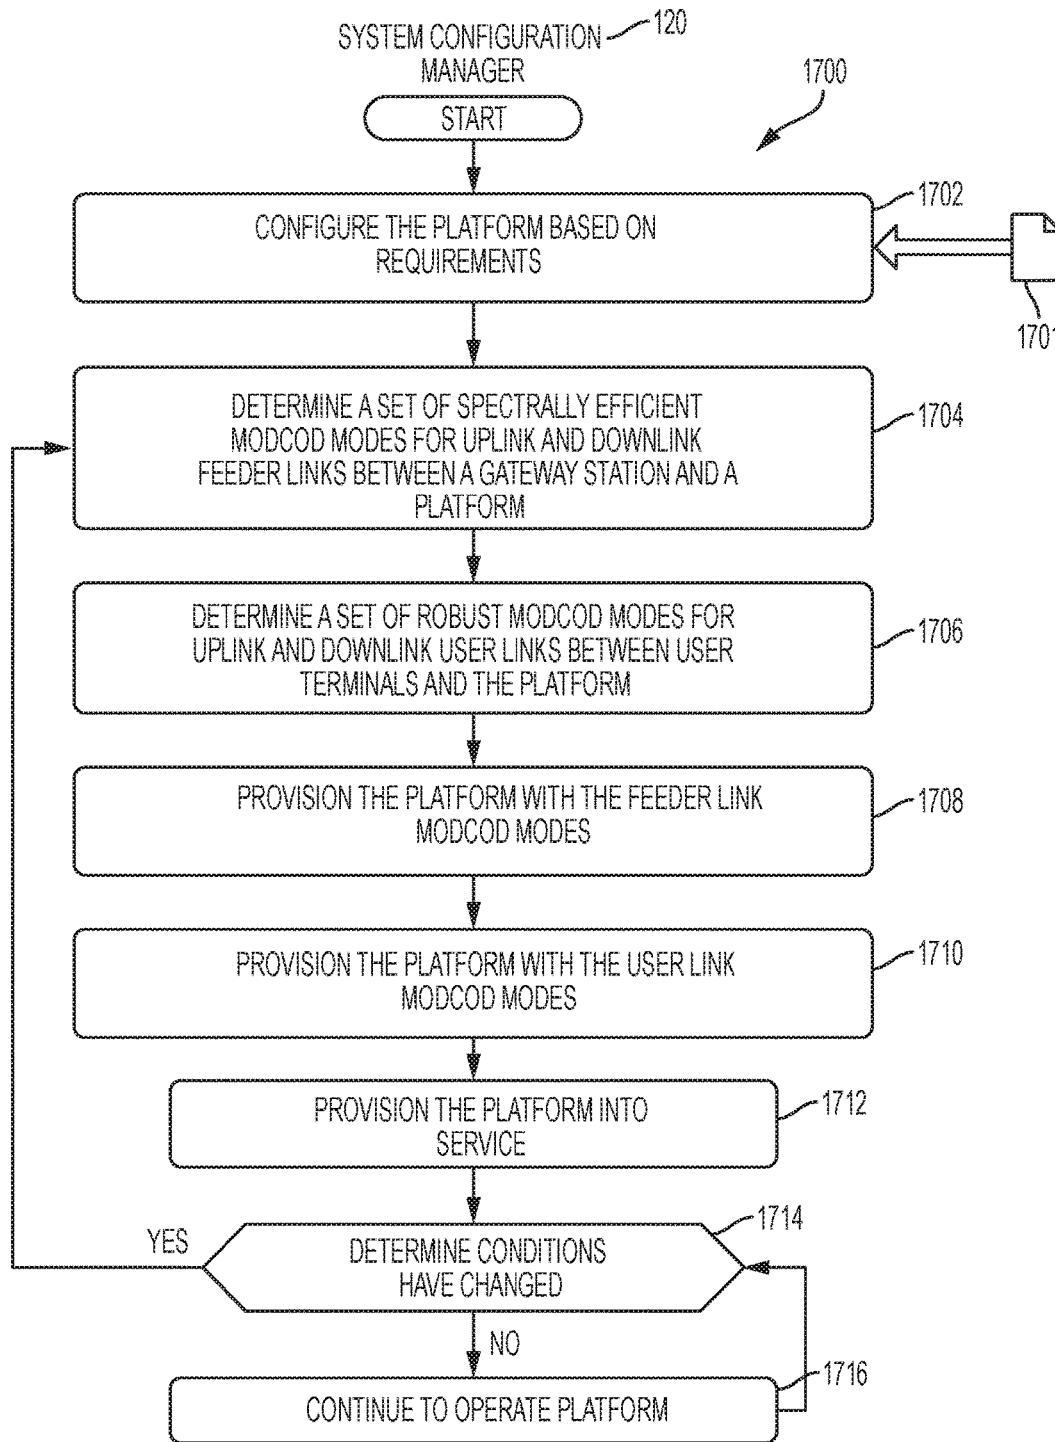 SYSTEM CONFIGURATION
MANAGER
120
START
1700
1702
CONFIGURE THE PLATFORM BASED ON
REQUIREMENTS
1701
DETERMINE A SET OF SPECTRALLY EFFICIENT
MODCOD MODES FOR UPLINK AND DOWNLINK
FEEDER LINKS BETWEEN A GATEWAY STATION AND A
PLATFORM
1704
DETERMINE A SET OF ROBUST MODCOD MODES FOR
UPLINK AND DOWNLINK USER LINKS BETWEEN USER
TERMINALS AND THE PLATFORM
1706
PROVISION THE PLATFORM WITH THE FEEDER LINK
MODCOD MODES
1708
PROVISION THE PLATFORM WITH THE USER LINK
MODCOD MODES
1710
PROVISION THE PLATFORM INTO
SERVICE
1712
YES
DETERMINE CONDITIONS
HAVE CHANGED
1714
NO
CONTINUE TO OPERATE PLATFORM
1716